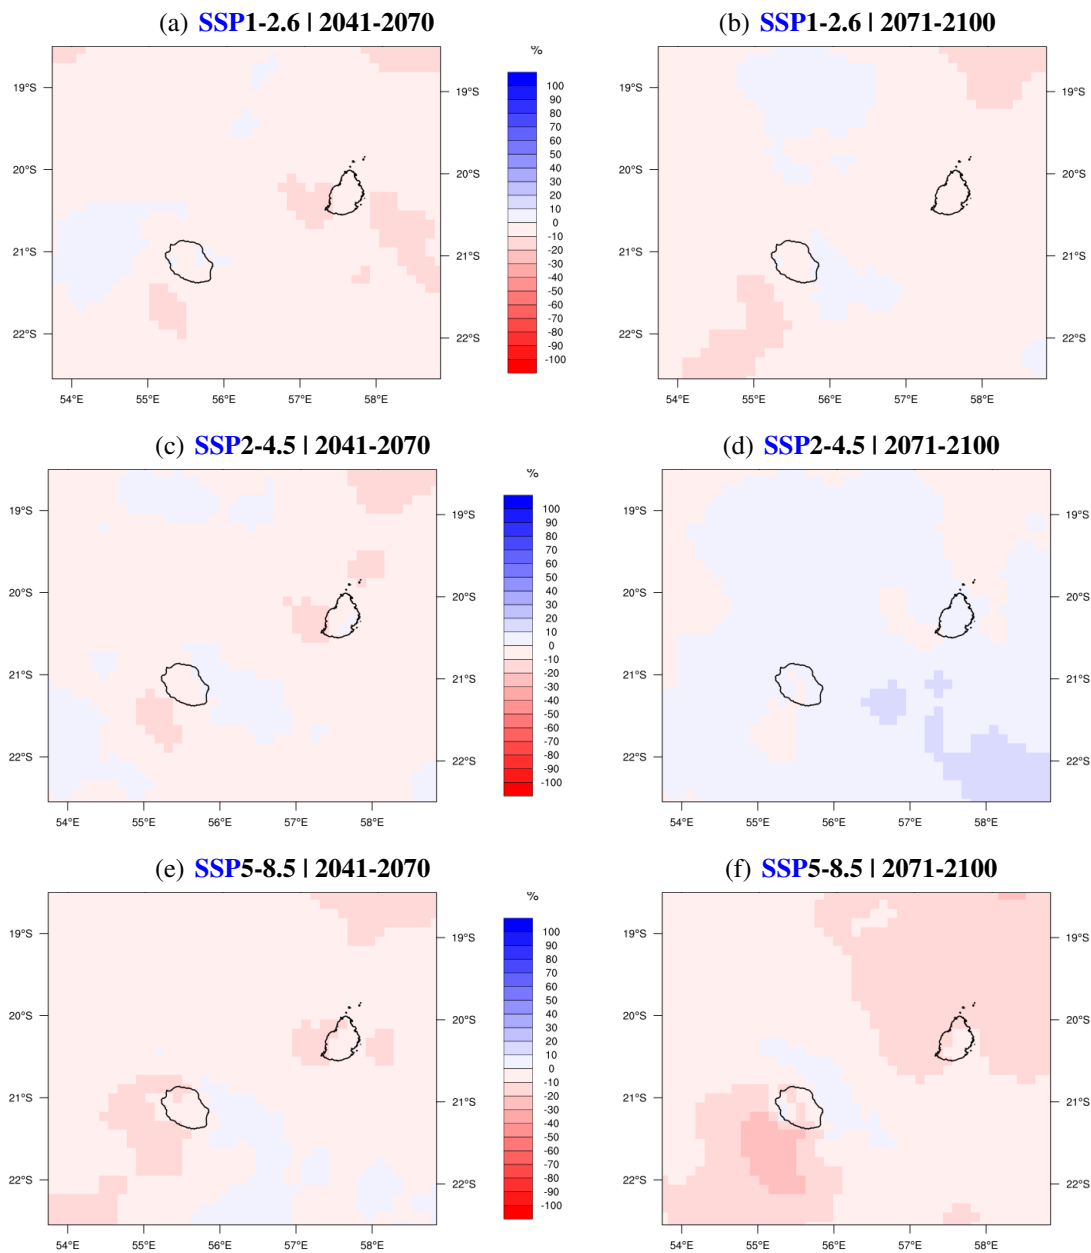 (a) SSP1-2.6 | 2041-2070
(b) SSP1-2.6 | 2071-2100
%
100
90
80
70
60
50
40
30
20
10
0
-10
-20
-30
-40
-50
-60
-70
-80
-90
-100
19°S
20°S
21°S
22°S
19°S
20°S
21°S
22°S
54°E 55°E 56°E 57°E 58°E
19°S
20°S
21°S
22°S
19°S
20°S
21°S
22°S
54°E 55°E 56°E 57°E 58°E
(c) SSP2-4.5 | 2041-2070
(d) SSP2-4.5 | 2071-2100
%
100
90
80
70
60
50
40
30
20
10
0
-10
-20
-30
-40
-50
-60
-70
-80
-90
-100
19°S
20°S
21°S
22°S
19°S
20°S
21°S
22°S
54°E 55°E 56°E 57°E 58°E
19°S
20°S
21°S
22°S
19°S
20°S
21°S
22°S
54°E 55°E 56°E 57°E 58°E
(e) SSP5-8.5 | 2041-2070
(f) SSP5-8.5 | 2071-2100
%
100
90
80
70
60
50
40
30
20
10
0
-10
-20
-30
-40
-50
-60
-70
-80
-90
-100
19°S
20°S
21°S
22°S
19°S
20°S
21°S
22°S
54°E 55°E 56°E 57°E 58°E
19°S
20°S
21°S
22°S
19°S
20°S
21°S
22°S
54°E 55°E 56°E 57°E 58°E